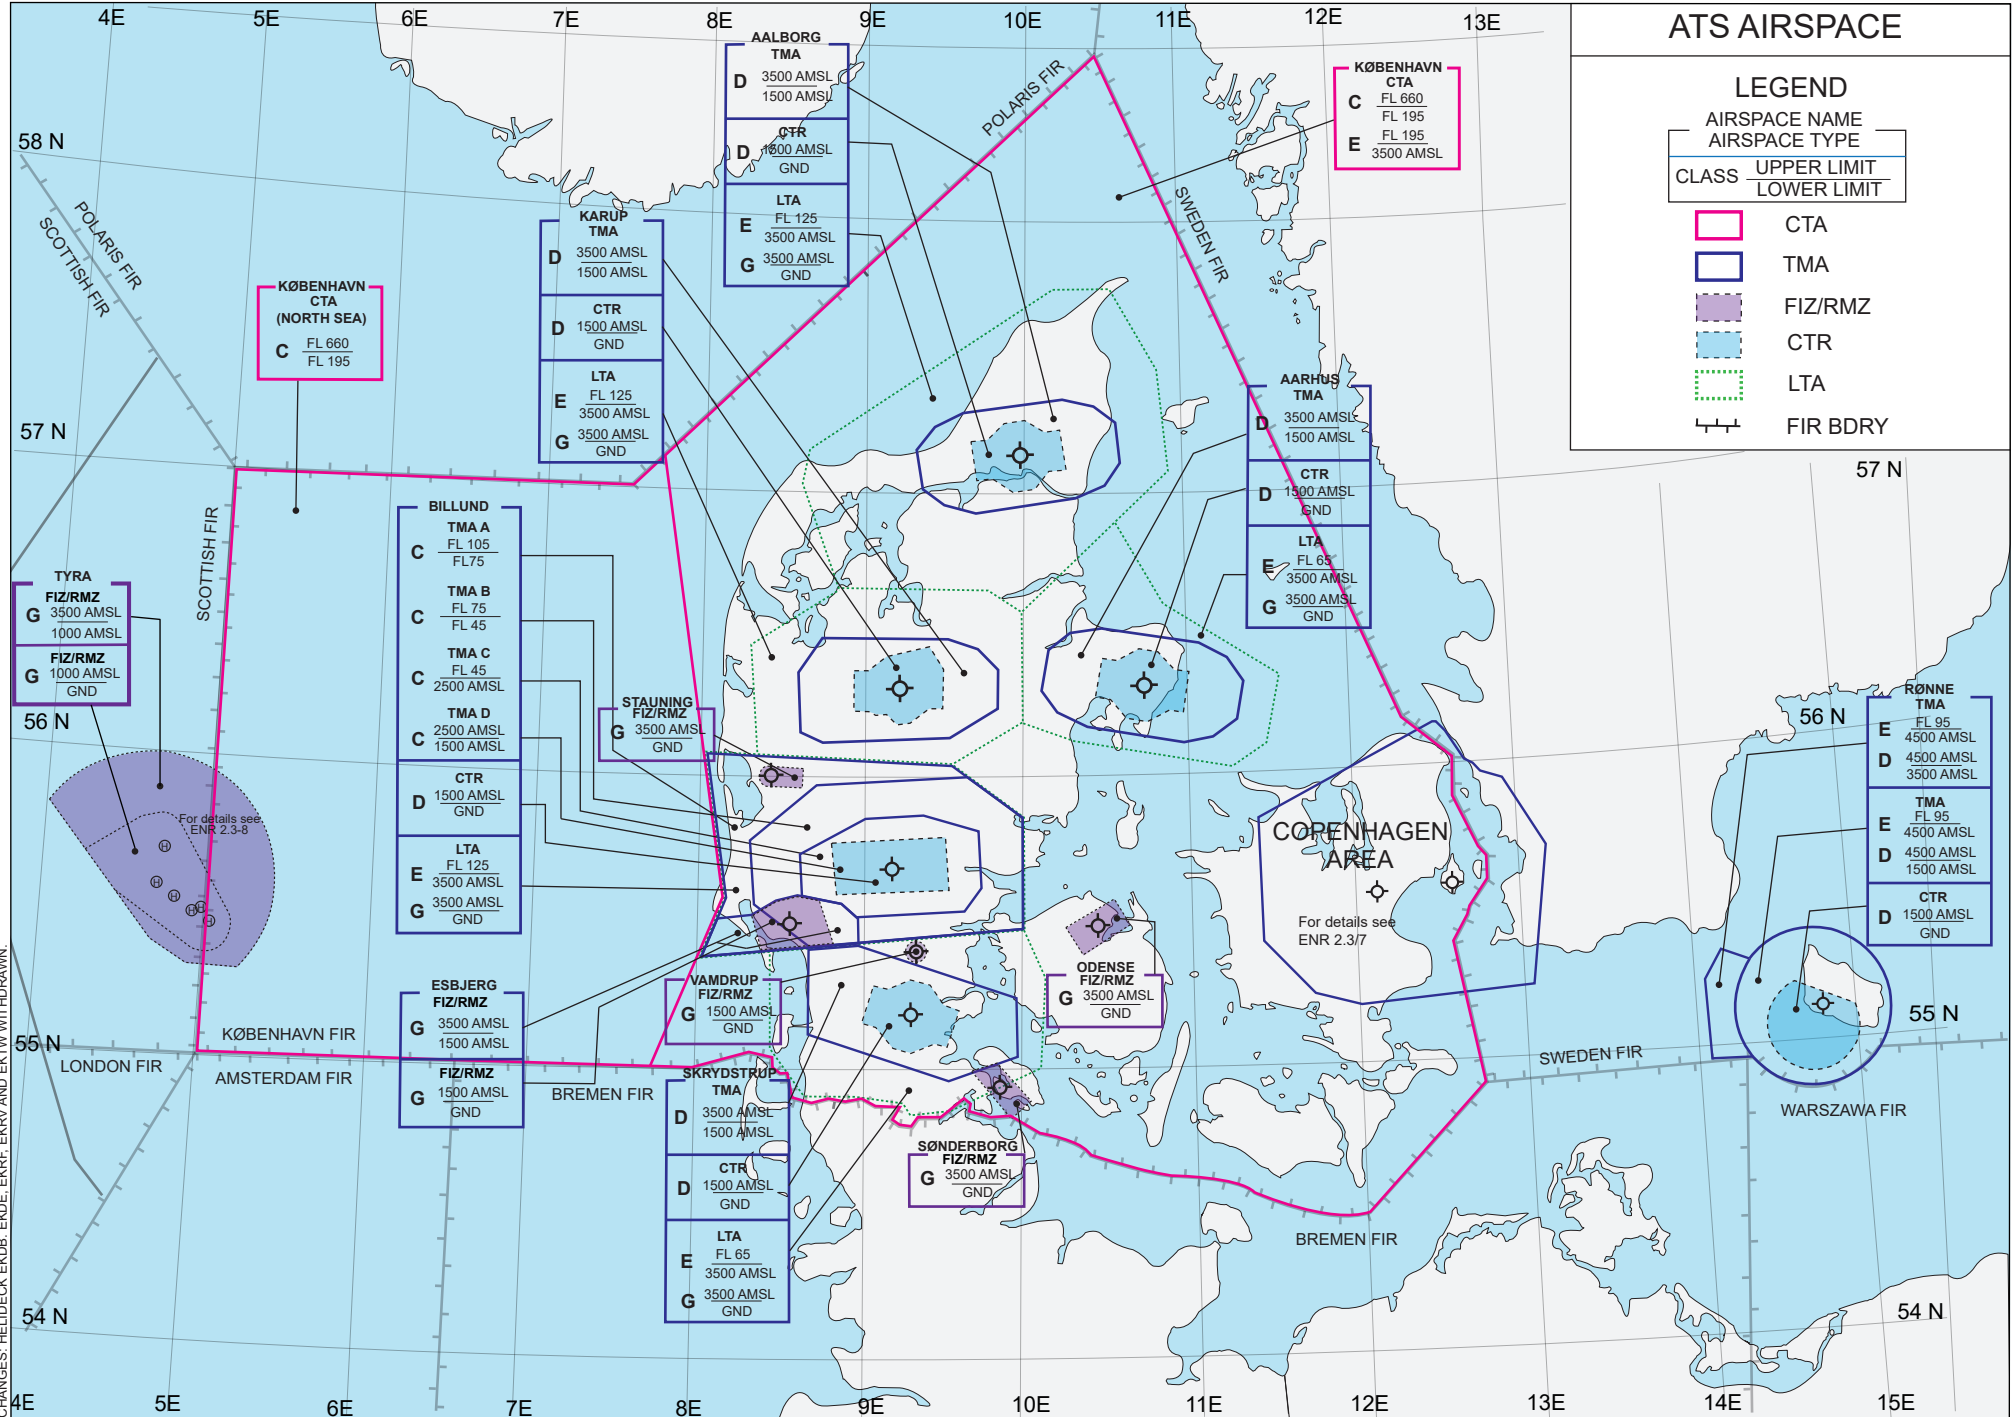 4E
5E
6E
7E
8E
9E
10E
11E
12E
13E
ATS AIRSPACE
LEGEND
AIRSPACE NAME
AIRSPACE TYPE
CLASS
UPPER LIMIT
LOWER LIMIT
CTA
TMA
FIZ/RMZ
CTR
LTA
FIR BDRY
58 N
57 N
56 N
55 N
54 N
57 N
56 N
55 N
54 N
POLARIS FIR
SCOTTISH FIR
POLARIS FIR
SWEDEN FIR
SCOTTISH FIR
AALBORG
TMA
D 3500 AMSL
1500 AMSL
CTR
D 1500 AMSL
GND
LTA
E FL 125
3500 AMSL
G 3500 AMSL
GND
KØBENHAVN
CTA
C FL 660
FL 195
E FL 195
3500 AMSL
KARUP
TMA
D 3500 AMSL
1500 AMSL
CTR
D 1500 AMSL
GND
LTA
E FL 125
3500 AMSL
G 3500 AMSL
GND
KØBENHAVN
CTA
(NORTH SEA)
C FL 660
FL 195
AARHUS
TMA
D 3500 AMSL
1500 AMSL
CTR
D 1500 AMSL
GND
LTA
E FL 65
3500 AMSL
G 3500 AMSL
GND
BILLUND
TMA A
C FL 105
FL75
TMA B
C FL 75
FL 45
TMA C
C FL 45
2500 AMSL
TMA D
C 2500 AMSL
1500 AMSL
CTR
D 1500 AMSL
GND
LTA
E FL 125
3500 AMSL
G 3500 AMSL
GND
TYRA
FIZ/RMZ
G 3500 AMSL
1000 AMSL
FIZ/RMZ
G 1000 AMSL
GND
For details see
ENR 2.3-8
H
H
H
H
H
H
STAUNING
FIZ/RMZ
G 3500 AMSL
GND
RØNNE
TMA
E FL 95
4500 AMSL
D 4500 AMSL
3500 AMSL
TMA
E FL 95
4500 AMSL
D 4500 AMSL
1500 AMSL
CTR
D 1500 AMSL
GND
COPENHAGEN
AREA
For details see
ENR 2.3/7
ESBJERG
FIZ/RMZ
G 3500 AMSL
1500 AMSL
FIZ/RMZ
G 1500 AMSL
GND
VAMDRUP
FIZ/RMZ
G 1500 AMSL
GND
ODENSE
FIZ/RMZ
G 3500 AMSL
GND
SKRYDSTRUP
TMA
D 3500 AMSL
1500 AMSL
CTR
D 1500 AMSL
GND
LTA
E FL 65
3500 AMSL
G 3500 AMSL
GND
SØNDERBORG
FIZ/RMZ
G 3500 AMSL
GND
KØBENHAVN FIR
LONDON FIR
AMSTERDAM FIR
BREMEN FIR
SWEDEN FIR
WARSZAWA FIR
BREMEN FIR
4E
5E
6E
7E
8E
9E
10E
11E
12E
13E
14E
15E
CHANGES: HELIDECK EKDB. ERDE, EKRF, EKRV AND EKTW WITHDRAWN.